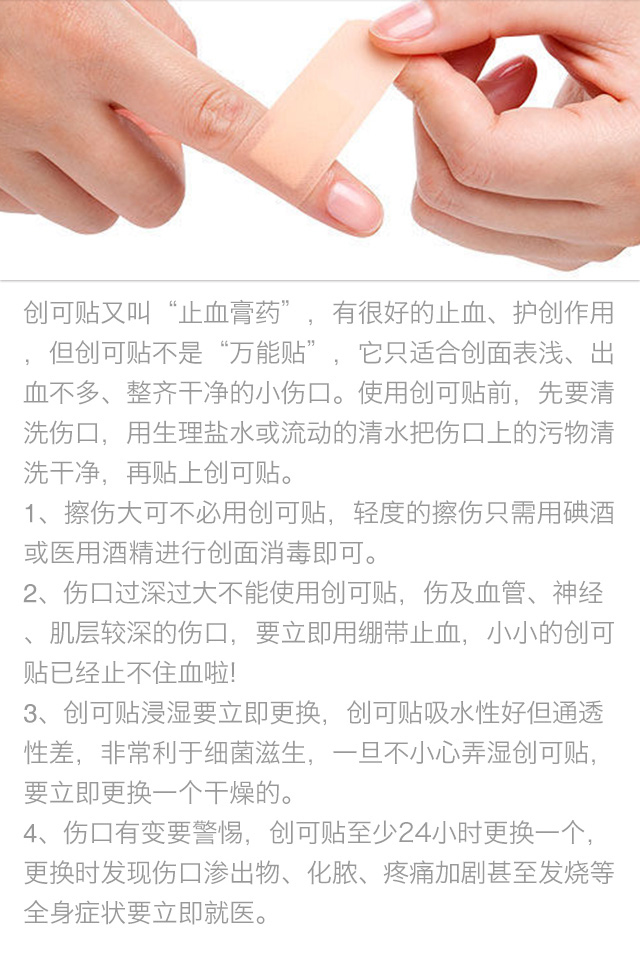 创可贴又叫“止血膏药”，有很好的止血、护创作用
，但创可贴不是“万能贴”，它只适合创面表浅、出
血不多、整齐干净的小伤口。使用创可贴前，先要清
洗伤口，用生理盐水或流动的清水把伤口上的污物清
洗干净，再贴上创可贴。
1、擦伤大可不必用创可贴，轻度的擦伤只需用碘酒
或医用酒精进行创面消毒即可。
2、伤口过深过大不能使用创可贴，伤及血管、神经
、肌层较深的伤口，要立即用绷带止血，小小的创可
贴已经止不住血啦!
3、创可贴浸湿要立即更换，创可贴吸水性好但通透
性差，非常利于细菌滋生，一旦不小心弄湿创可贴，
要立即更换一个干燥的。
4、伤口有变要警惕，创可贴至少24小时更换一个，
更换时发现伤口渗出物、化脓、疼痛加剧甚至发烧等
全身症状要立即就医。